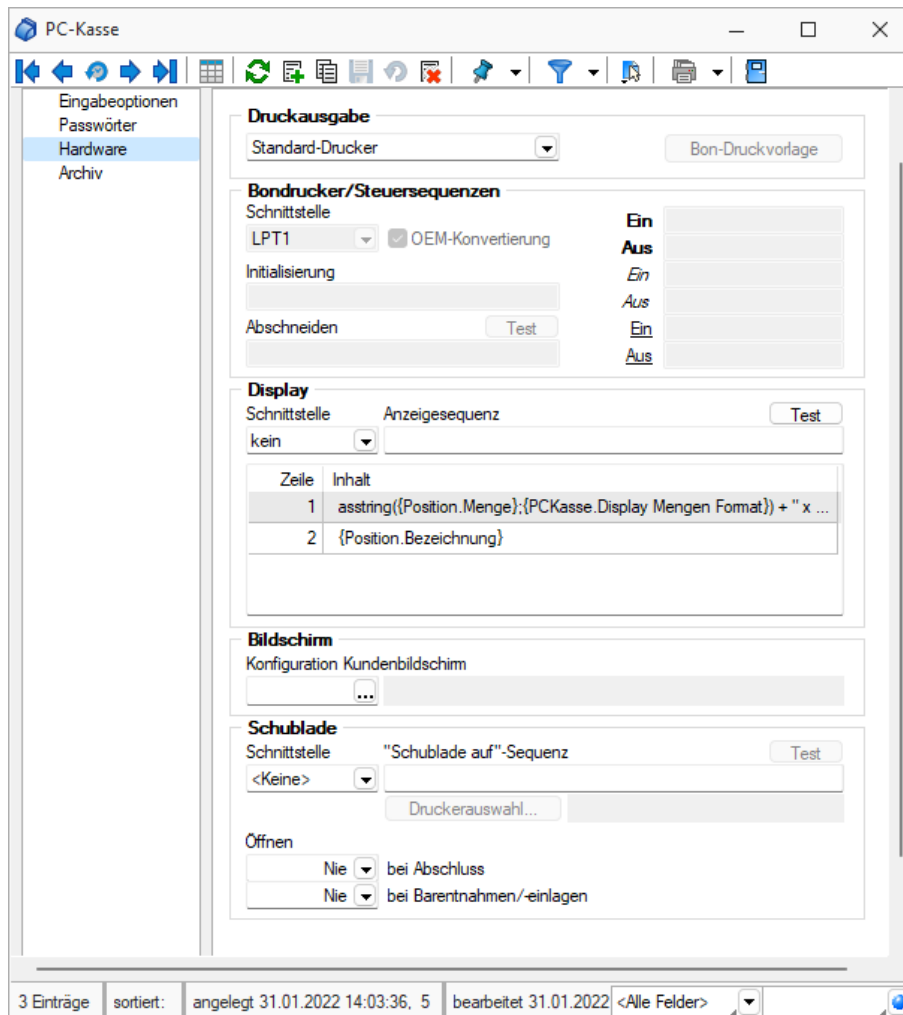 PC-Kasse
Eingabeoptionen
Passwörter
Hardware
Archiv
Druckausgabe
Standard-Drucker
Bon-Druckvorlage
Bondrucker/Steuersequenzen
Schnittstelle
LPT1
OEM-Konvertierung
Initialisierung
Abschneiden
Test
Ein
Aus
Ein
Aus
Ein
Aus
Display
Schnittstelle Anzeigesequenz
Test
kein
Zeile Inhalt
1 asstring({Position.Menge};{PCKasse.Display Mengen Format}) + " x ...
2 {Position.Bezeichnung}
Bildschirm
Konfiguration Kundenbildschirm
...
Schublade
Schnittstelle "Schublade auf"-Sequenz
Test
<Keine>
Druckerauswahl...
Öffnen
Nie bei Abschluss
Nie bei Barentnahmen/-einlagen
3 Einträge sortiert: angelegt 31.01.2022 14:03:36, 5 bearbeitet 31.01.2022 <Alle Felder>